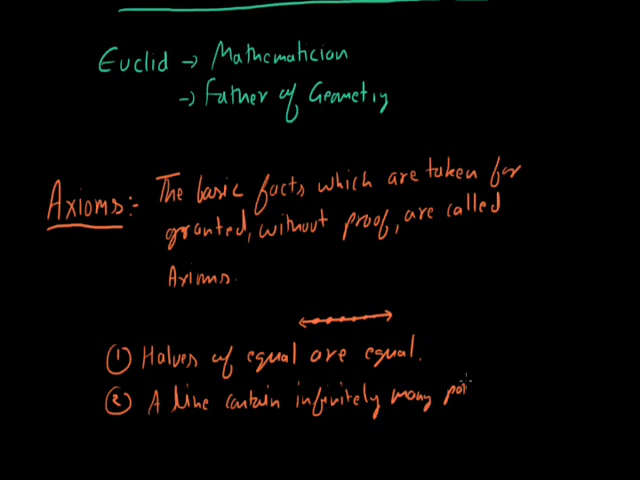 Euclid → Mathematician
→ Father of Geometry
Axioms:- The basic facts which are taken for
granted, without proof, are called
Axioms.
① Halves of equal are equal.
② A line contain infinitely many poi